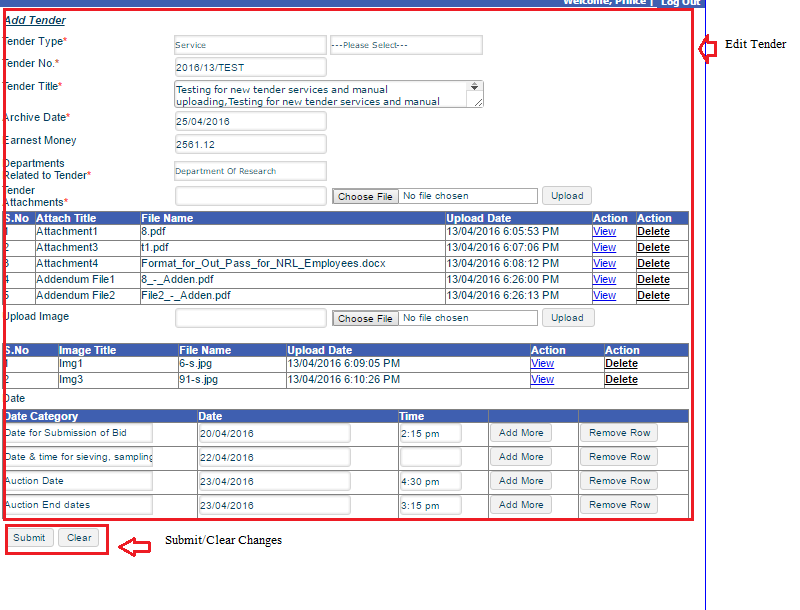 Welcome, Prince | Log Out
Add Tender
Edit Tender
Tender Type* Service ---Please Select---
Tender No.* 2016/13/TEST
Tender Title* Testing for new tender services and manual
uploading,Testing for new tender services and manual
Archive Date* 25/04/2016
Earnest Money 2561.12
Departments
Related to Tender* Department Of Research
Tender
Attachments* Choose File No file chosen Upload
S.No Attach Title File Name Upload Date Action Action
1 Attachment1 8.pdf 13/04/2016 6:05:53 PM View Delete
2 Attachment3 t1.pdf 13/04/2016 6:07:06 PM View Delete
3 Attachment4 Format_for_Out_Pass_for_NRL_Employees.docx 13/04/2016 6:08:12 PM View Delete
4 Addendum File1 8_-_Adden.pdf 13/04/2016 6:26:00 PM View Delete
5 Addendum File2 File2_-_Adden.pdf 13/04/2016 6:26:13 PM View Delete
Upload Image Choose File No file chosen Upload
S.No Image Title File Name Upload Date Action Action
1 Img1 6-s.jpg 13/04/2016 6:09:05 PM View Delete
2 Img3 91-s.jpg 13/04/2016 6:10:26 PM View Delete
Date
Date Category Date Time
Date for Submission of Bid 20/04/2016 2:15 pm Add More Remove Row
Date & time for sieving, sampling 22/04/2016 Add More Remove Row
Auction Date 23/04/2016 4:30 pm Add More Remove Row
Auction End dates 23/04/2016 3:15 pm Add More Remove Row
Submit Clear Submit/Clear Changes